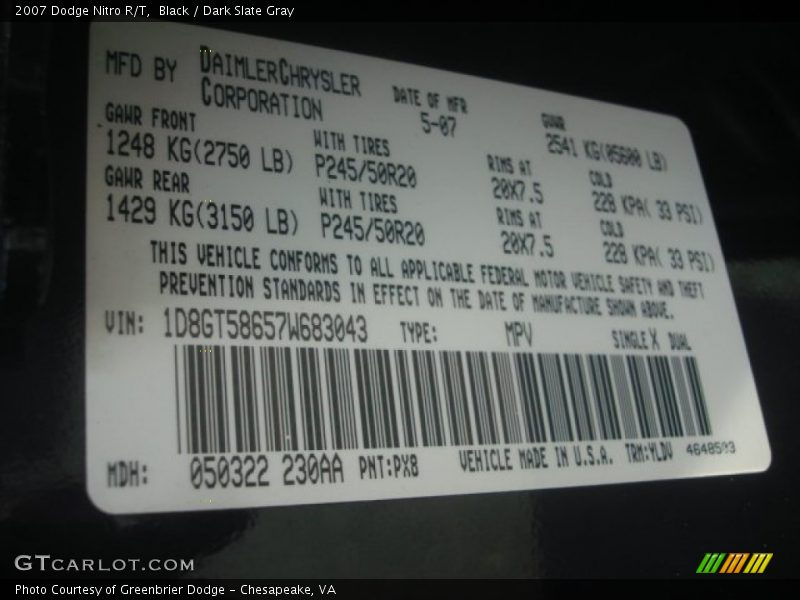 2007 Dodge Nitro R/T, Black / Dark Slate Gray
MFD BY DAIMLERCHRYSLER CORPORATION
DATE OF MFR 5-07
GVWR 2541 KG(05600 LB)
GAWR FRONT
1248 KG(2750 LB)
WITH TIRES
P245/50R20
RIMS AT
20X7.5
COLD
228 KPA( 33 PSI)
GAWR REAR
1429 KG(3150 LB)
WITH TIRES
P245/50R20
RIMS AT
20X7.5
COLD
228 KPA( 33 PSI)
THIS VEHICLE CONFORMS TO ALL APPLICABLE FEDERAL MOTOR VEHICLE SAFETY AND THEFT
PREVENTION STANDARDS IN EFFECT ON THE DATE OF MANUFACTURE SHOWN ABOVE.
VIN: 1D8GT58657W683043 TYPE: MPV SINGLE X DUAL
MDH: 050322 230AA PNT:PX8 VEHICLE MADE IN U.S.A. TRM:YLDV
GTCARLOT.COM
Photo Courtesy of Greenbrier Dodge - Chesapeake, VA